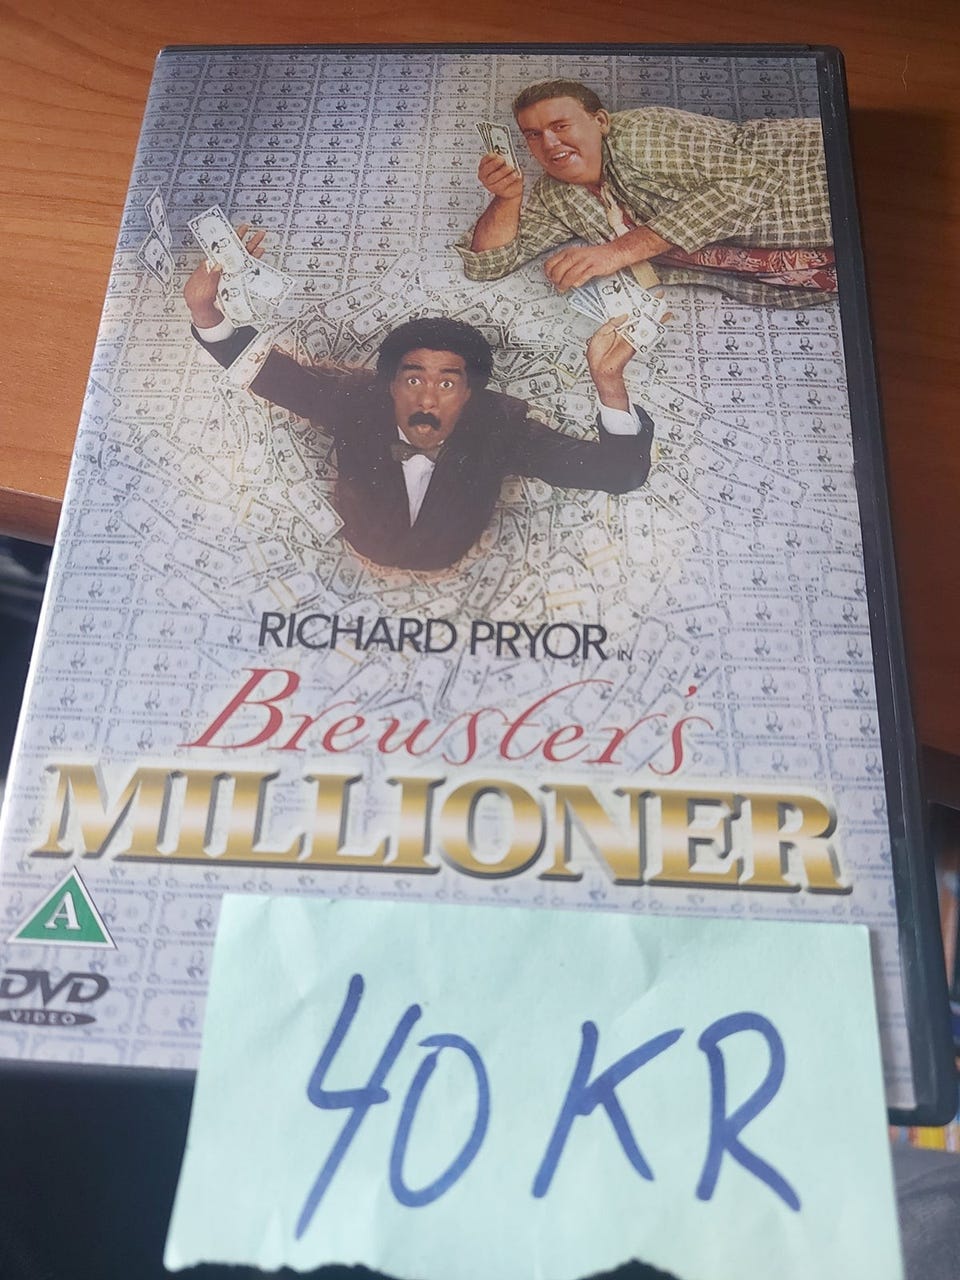 RICHARD PRYOR IN
Brewster's
MILLIONER
A
DVD
VIDEO
40 KR